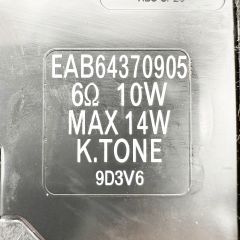 EAB64370905
6Ω 10W
MAX 14W
K.TONE
9D3V6